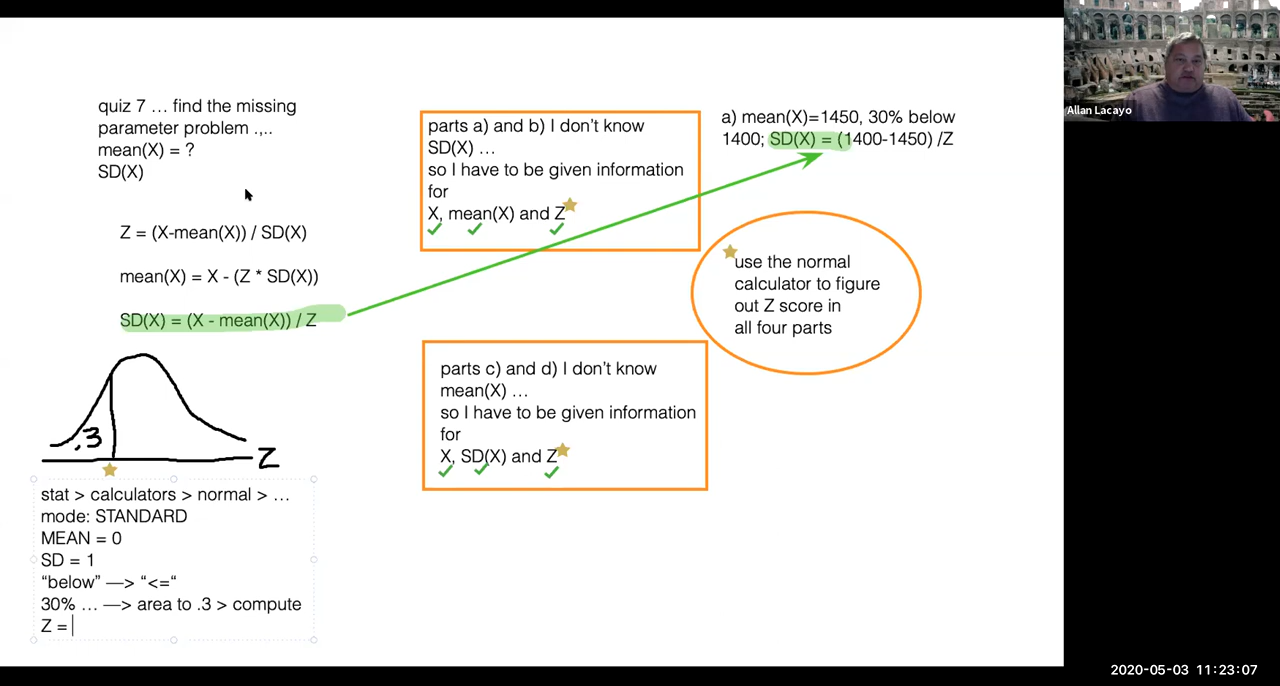 quiz 7 ... find the missing
parameter problem .,..
mean(X) = ?
SD(X)
Z = (X-mean(X)) / SD(X)
mean(X) = X - (Z * SD(X))
SD(X) = (X - mean(X)) / Z
.3
Z
stat > calculators > normal > ...
mode: STANDARD
MEAN = 0
SD = 1
“below” —> “<=“
30% ... —> area to .3 > compute
Z =
parts a) and b) I don’t know
SD(X) ...
so I have to be given information
for
X, mean(X) and Z
parts c) and d) I don’t know
mean(X) ...
so I have to be given information
for
X, SD(X) and Z
a) mean(X)=1450, 30% below
1400; SD(X) = (1400-1450) /Z
use the normal
calculator to figure
out Z score in
all four parts
Allan Lacayo
2020-05-03 11:23:07